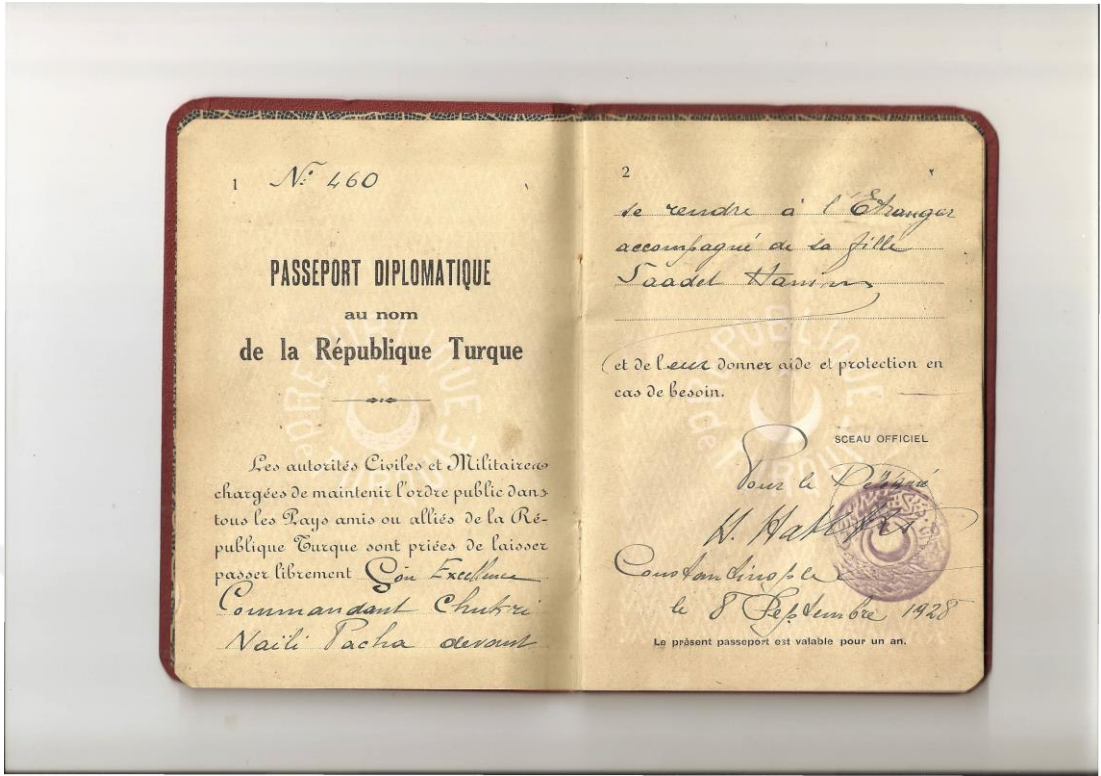 1 Nº 460
PASSEPORT DIPLOMATIQUE
au nom
de la République Turque
Les autorités Civiles et Militaires
chargées de maintenir l'ordre public dans
tous les Pays amis ou alliés de la Ré-
publique Turque sont priées de laisser
passer librement Son Excellence
Commandant Chukri
Naili Pacha devant
2
se rendre à l'Etranger
accompagné de sa fille
Saadet Hanim
et de l'eur donner aide et protection en
cas de besoin.
SCEAU OFFICIEL
Pour le Délégué
Constantinople
le 8 Septembre 1928
Le présent passeport est valable pour un an.